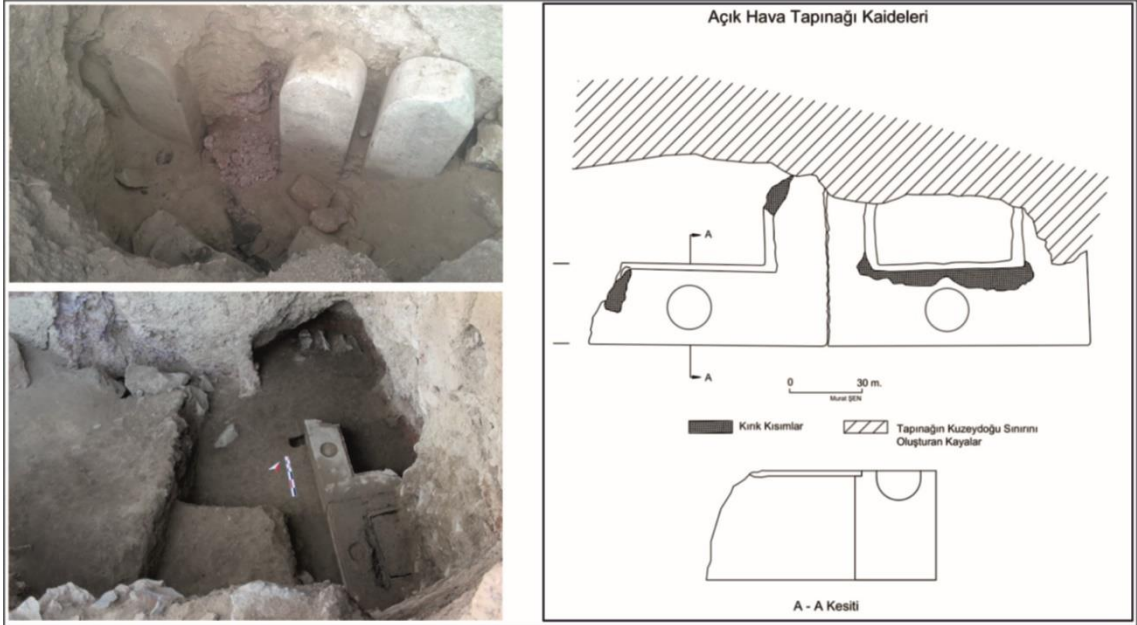 Açık Hava Tapınağı Kaideleri
A
A
0 30 m.
Murat ŞEN
Kırık Kısımlar
Tapınağın Kuzeydoğu Sınırını
Oluşturan Kayalar
A - A Kesiti